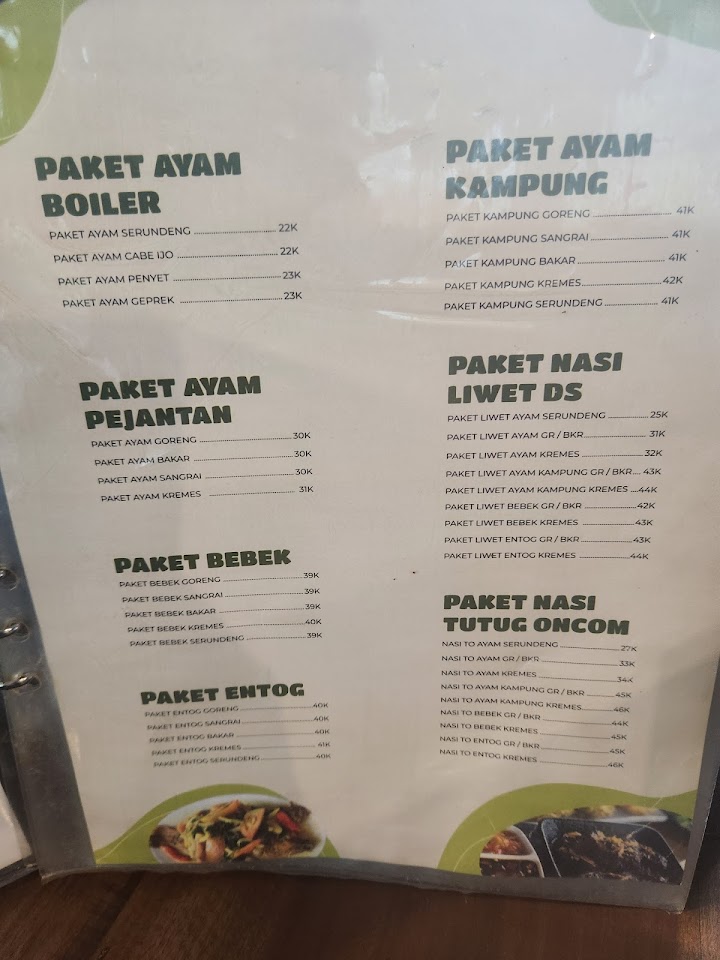 PAKET AYAM
BOILER
PAKET AYAM SERUNDENG 22K
PAKET AYAM CABE IJO 22K
PAKET AYAM PENYET 23K
PAKET AYAM GEPREK 23K
PAKET AYAM
PEJANTAN
PAKET AYAM GORENG 30K
PAKET AYAM BAKAR 30K
PAKET AYAM SANGRAI 30K
PAKET AYAM KREMES 31K
PAKET BEBEK
PAKET BEBEK GORENG 39K
PAKET BEBEK SANGRAI 39K
PAKET BEBEK BAKAR 39K
PAKET BEBEK KREMES 40K
PAKET BEBEK SERUNDENG 39K
PAKET ENTOG
PAKET ENTOG GORENG 40K
PAKET ENTOG SANGRAI 40K
PAKET ENTOG BAKAR 40K
PAKET ENTOG KREMES 41K
PAKET ENTOG SERUNDENG 40K
PAKET AYAM
KAMPUNG
PAKET KAMPUNG GORENG 41K
PAKET KAMPUNG SANGRAI 41K
PAKET KAMPUNG BAKAR 41K
PAKET KAMPUNG KREMES 42K
PAKET KAMPUNG SERUNDENG 41K
PAKET NASI
LIWET DS
PAKET LIWET AYAM SERUNDENG 25K
PAKET LIWET AYAM GR / BKR 31K
PAKET LIWET AYAM KREMES 32K
PAKET LIWET AYAM KAMPUNG GR / BKR 43K
PAKET LIWET AYAM KAMPUNG KREMES 44K
PAKET LIWET BEBEK GR / BKR 42K
PAKET LIWET BEBEK KREMES 43K
PAKET LIWET ENTOG GR / BKR 43K
PAKET LIWET ENTOG KREMES 44K
PAKET NASI
TUTUG ONCOM
NASI TO AYAM SERUNDENG 27K
NASI TO AYAM GR / BKR 33K
NASI TO AYAM KREMES 34K
NASI TO AYAM KAMPUNG GR / BKR 45K
NASI TO AYAM KAMPUNG KREMES 46K
NASI TO BEBEK GR / BKR 44K
NASI TO BEBEK KREMES 45K
NASI TO ENTOG GR / BKR 45K
NASI TO ENTOG KREMES 46K